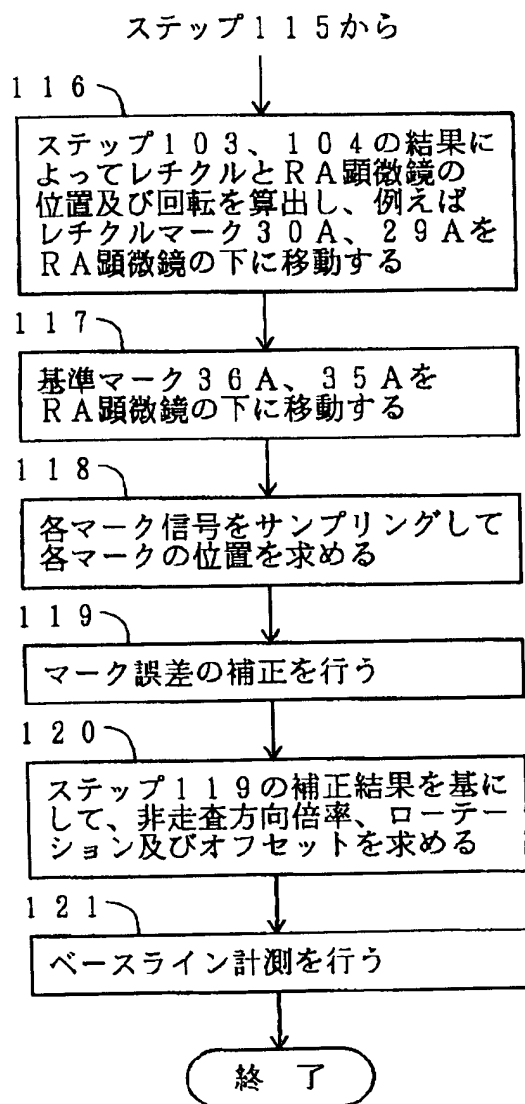 ステップ115から
116
ステップ103、104の結果に
よってレチクルとRA顕微鏡の
位置及び回転を算出し、例えば
レチクルマーク30A、29Aを
RA顕微鏡の下に移動する
117
基準マーク36A、35Aを
RA顕微鏡の下に移動する
118
各マーク信号をサンプリングして
各マークの位置を求める
119
マーク誤差の補正を行う
120
ステップ119の補正結果を基に
して、非走査方向倍率、ローテー
ション及びオフセットを求める
121
ベースライン計測を行う
終了